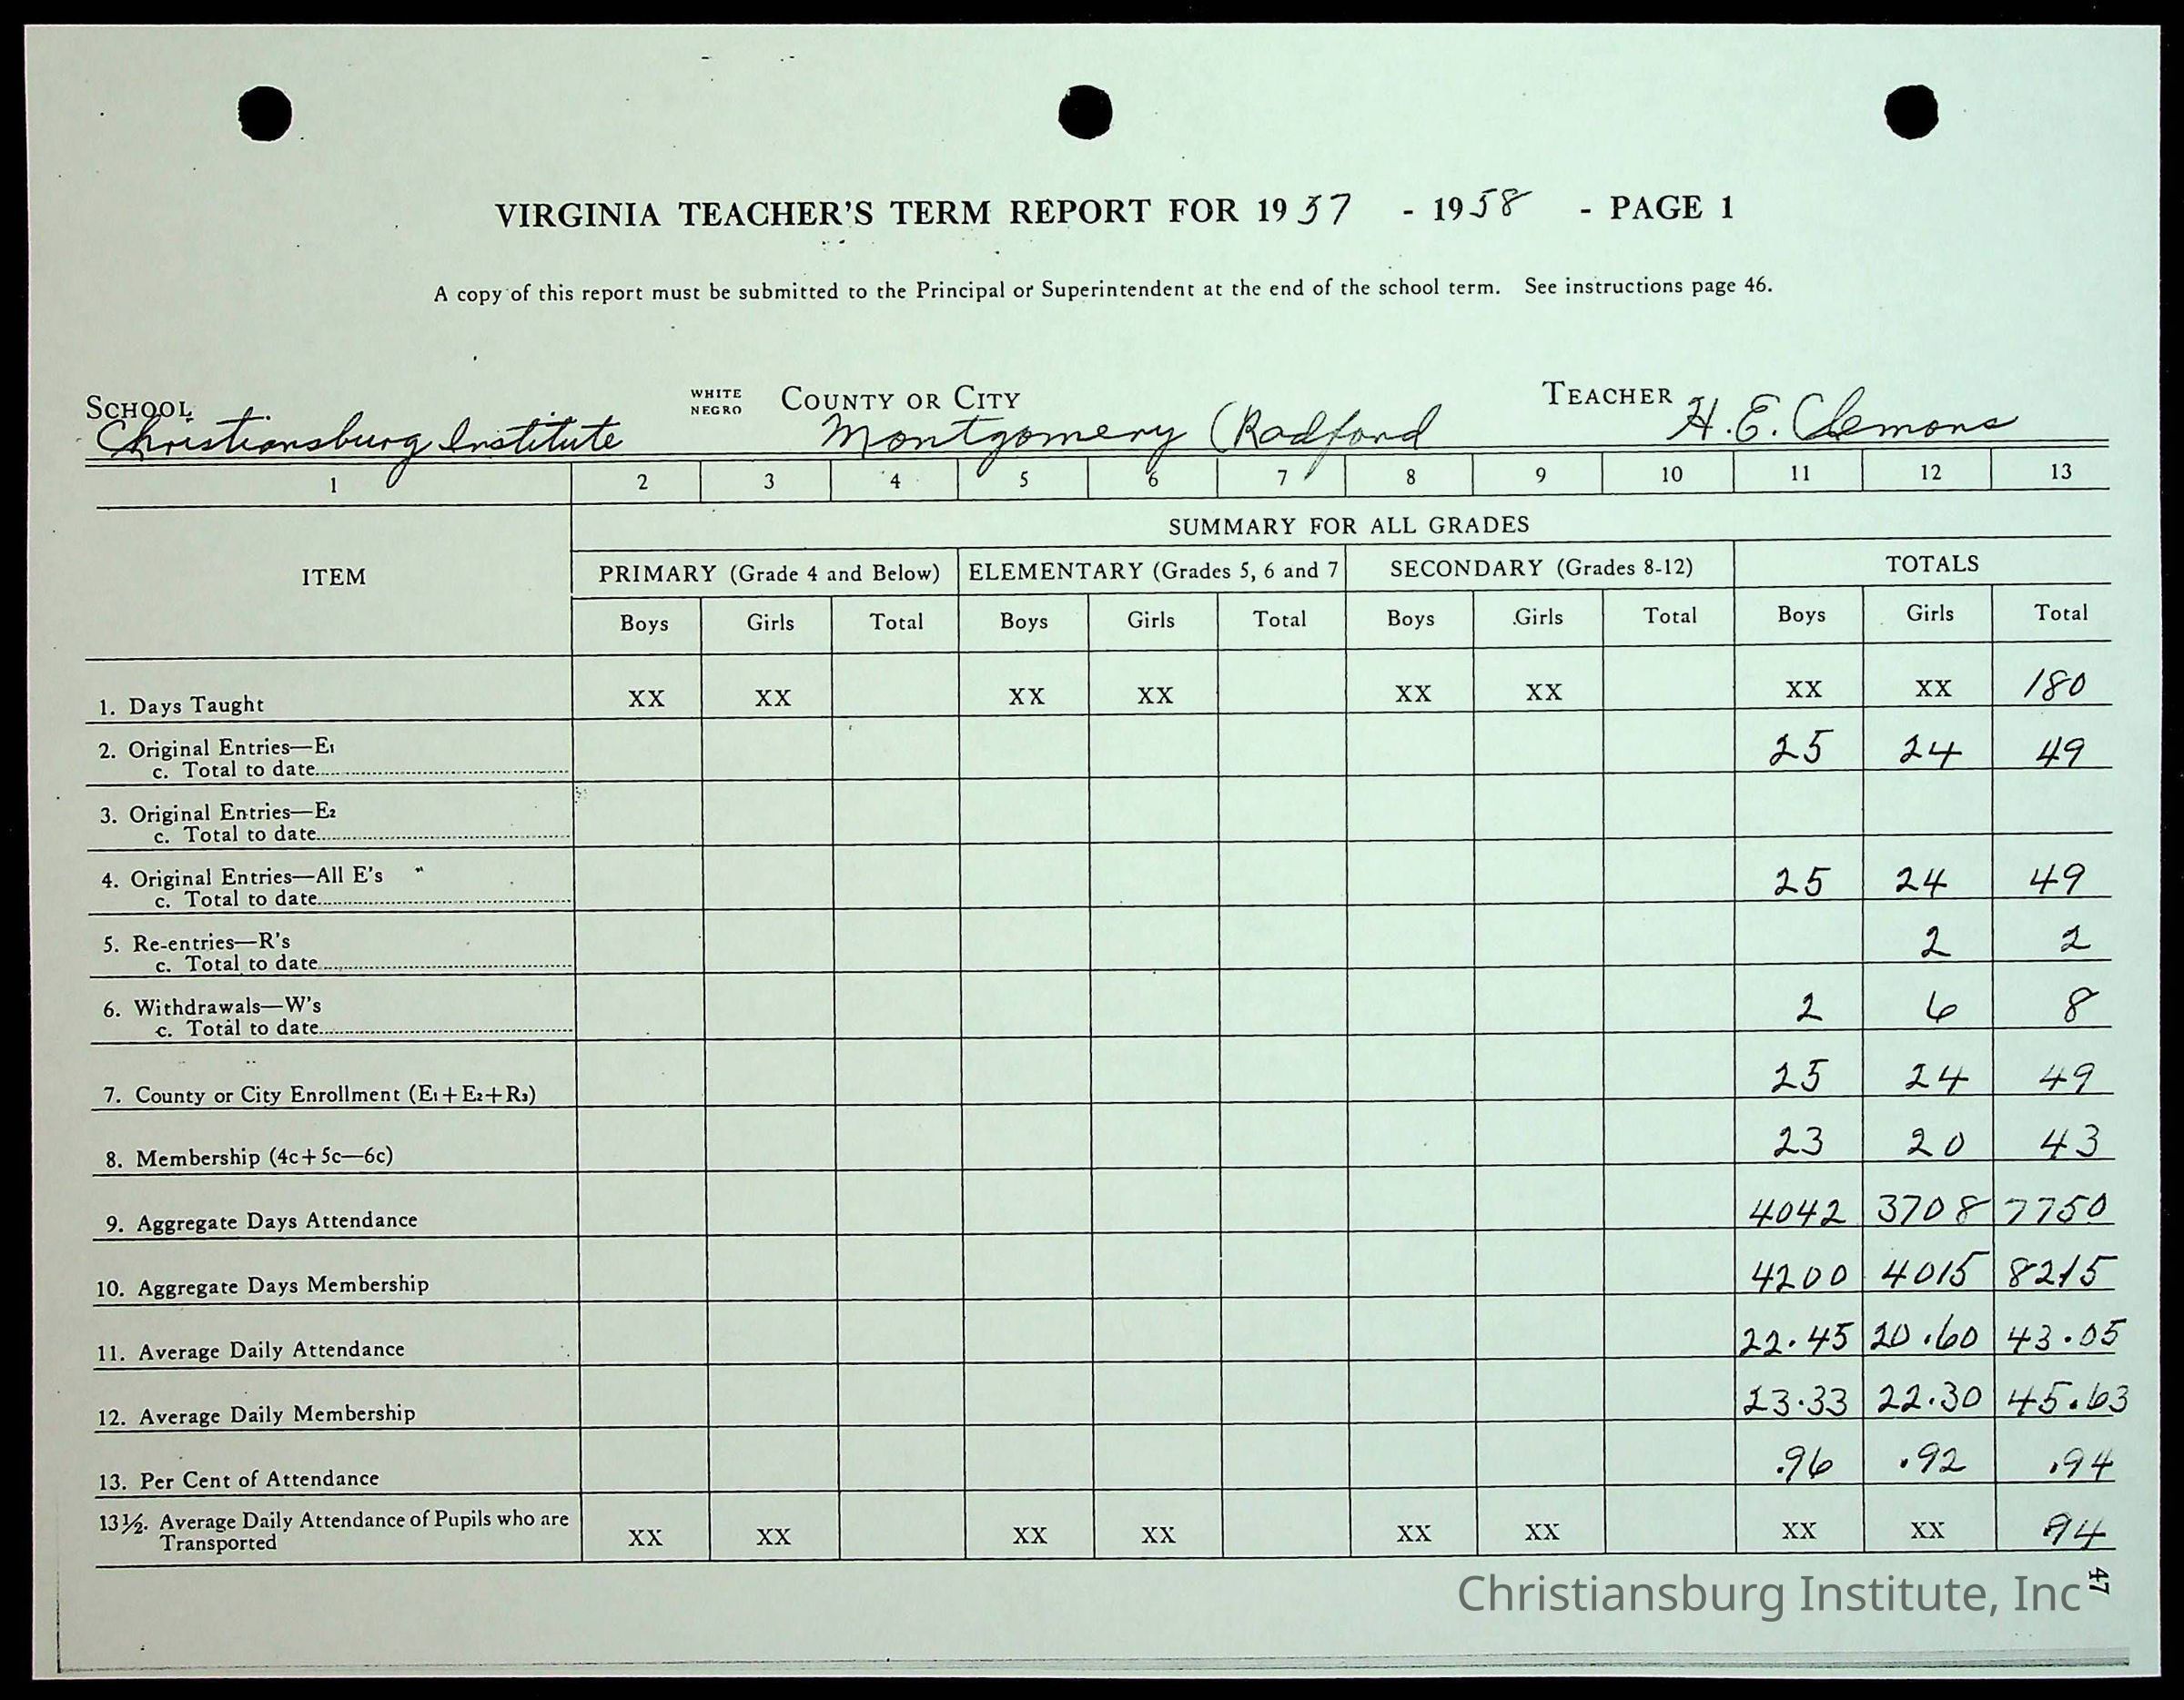 VIRGINIA TEACHER'S TERM REPORT FOR 1957 - 1958 - PAGE 1
A copy of this report must be submitted to the Principal or Superintendent at the end of the school term. See instructions page 46.
SCHOOL Christiansburg Institute WHITE NEGRO COUNTY OR CITY Montgomery (Radford TEACHER H. E. Clemons
1 2 3 4 5 6 7 8 9 10 11 12 13
SUMMARY FOR ALL GRADES
ITEM PRIMARY (Grade 4 and Below) ELEMENTARY (Grades 5, 6 and 7 SECONDARY (Grades 8-12) TOTALS
Boys Girls Total Boys Girls Total Boys Girls Total Boys Girls Total
1. Days Taught XX XX XX XX XX XX XX XX 180
2. Original Entries—E1 25 24 49
c. Total to date
3. Original Entries—E2
c. Total to date
4. Original Entries—All E's 25 24 49
c. Total to date
5. Re-entries—R's 2 2
c. Total to date
6. Withdrawals—W's 2 6 8
c. Total to date
7. County or City Enrollment (E1+E2+R3) 25 24 49
8. Membership (4c+5c—6c) 23 20 43
9. Aggregate Days Attendance 4042 3708 7750
10. Aggregate Days Membership 4200 4015 8215
11. Average Daily Attendance 22.45 20.60 43.05
12. Average Daily Membership 23.33 22.30 45.63
13. Per Cent of Attendance .96 .92 .94
13½. Average Daily Attendance of Pupils who are
Transported XX XX XX XX XX XX XX XX 94
47
Christiansburg Institute, Inc